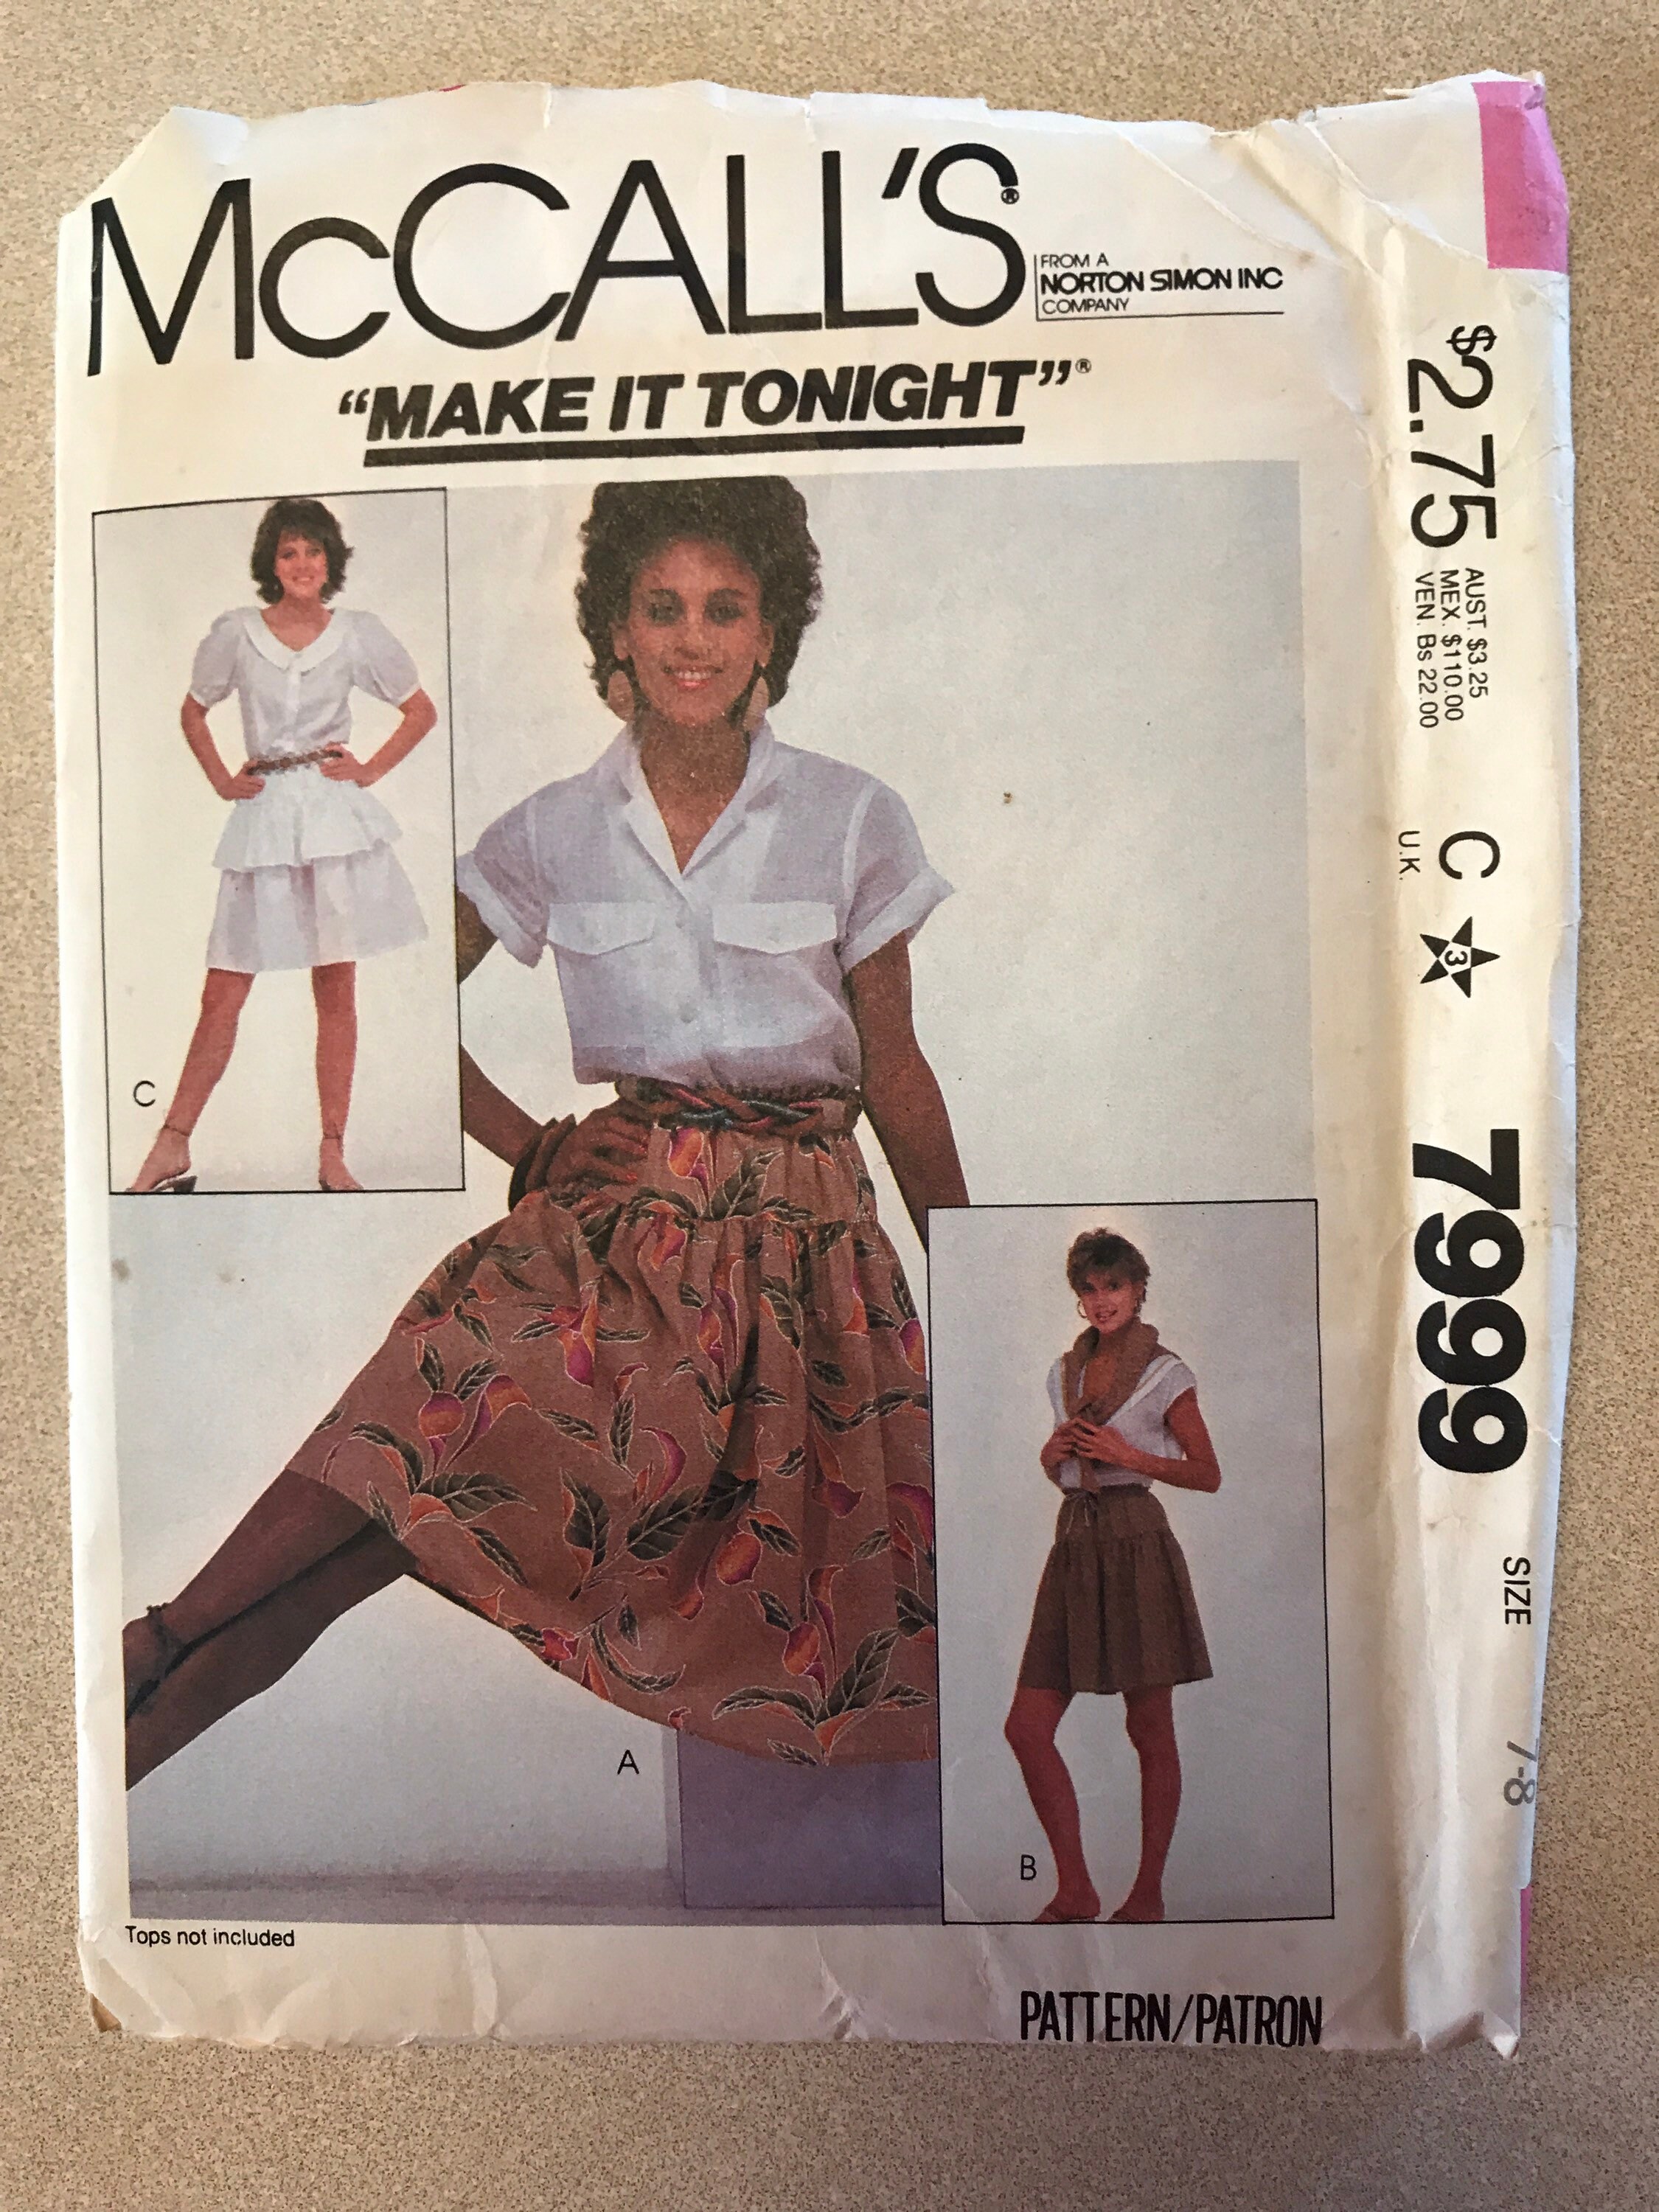 McCALL'S®
FROM A
NORTON SIMON INC
COMPANY
"MAKE IT TONIGHT"®
C
A
B
Tops not included
PATTERN/PATRON
$2.75
AUST. $3.25
MEX. $110.00
VEN. Bs 22.00
C
U.K.
3
7999
SIZE
7-8